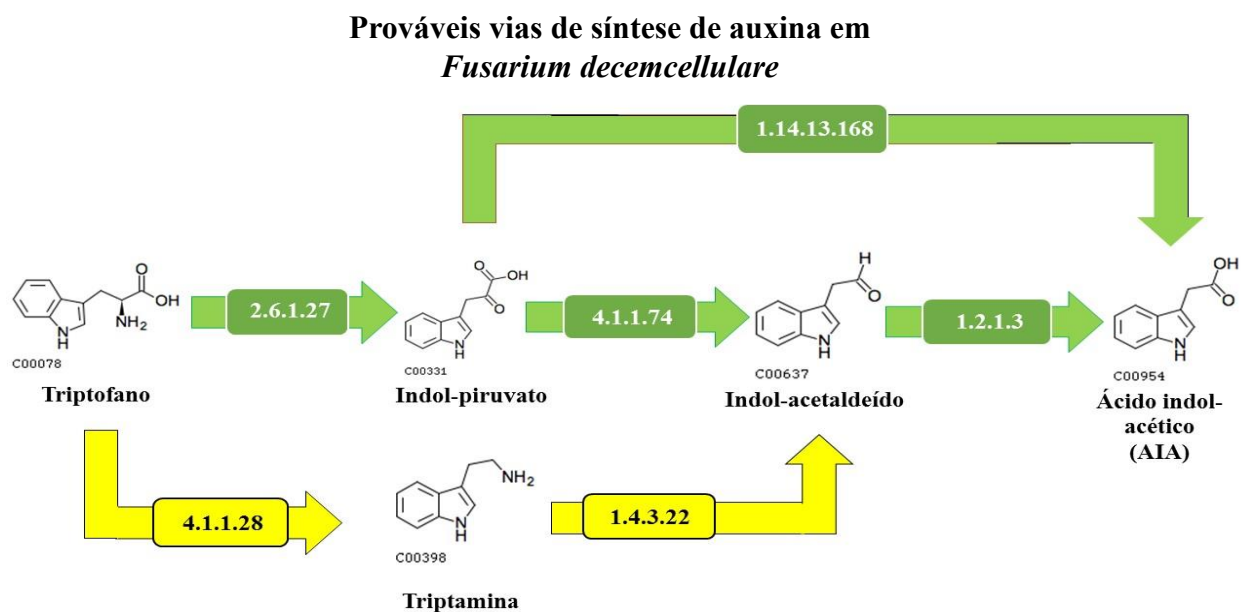 Prováveis vias de síntese de auxina em
Fusarium decemcellulare
1.14.13.168
O
OH
NH₂
N
H
C00078
Triptofano
2.6.1.27
O
OH
O
N
H
C00331
Indol-piruvato
4.1.1.74
H
O
N
H
C00637
Indol-acetaldeído
1.2.1.3
OH
O
N
H
C00954
Ácido indol-
acético
(AIA)
4.1.1.28
NH₂
N
H
C00398
Triptamina
1.4.3.22